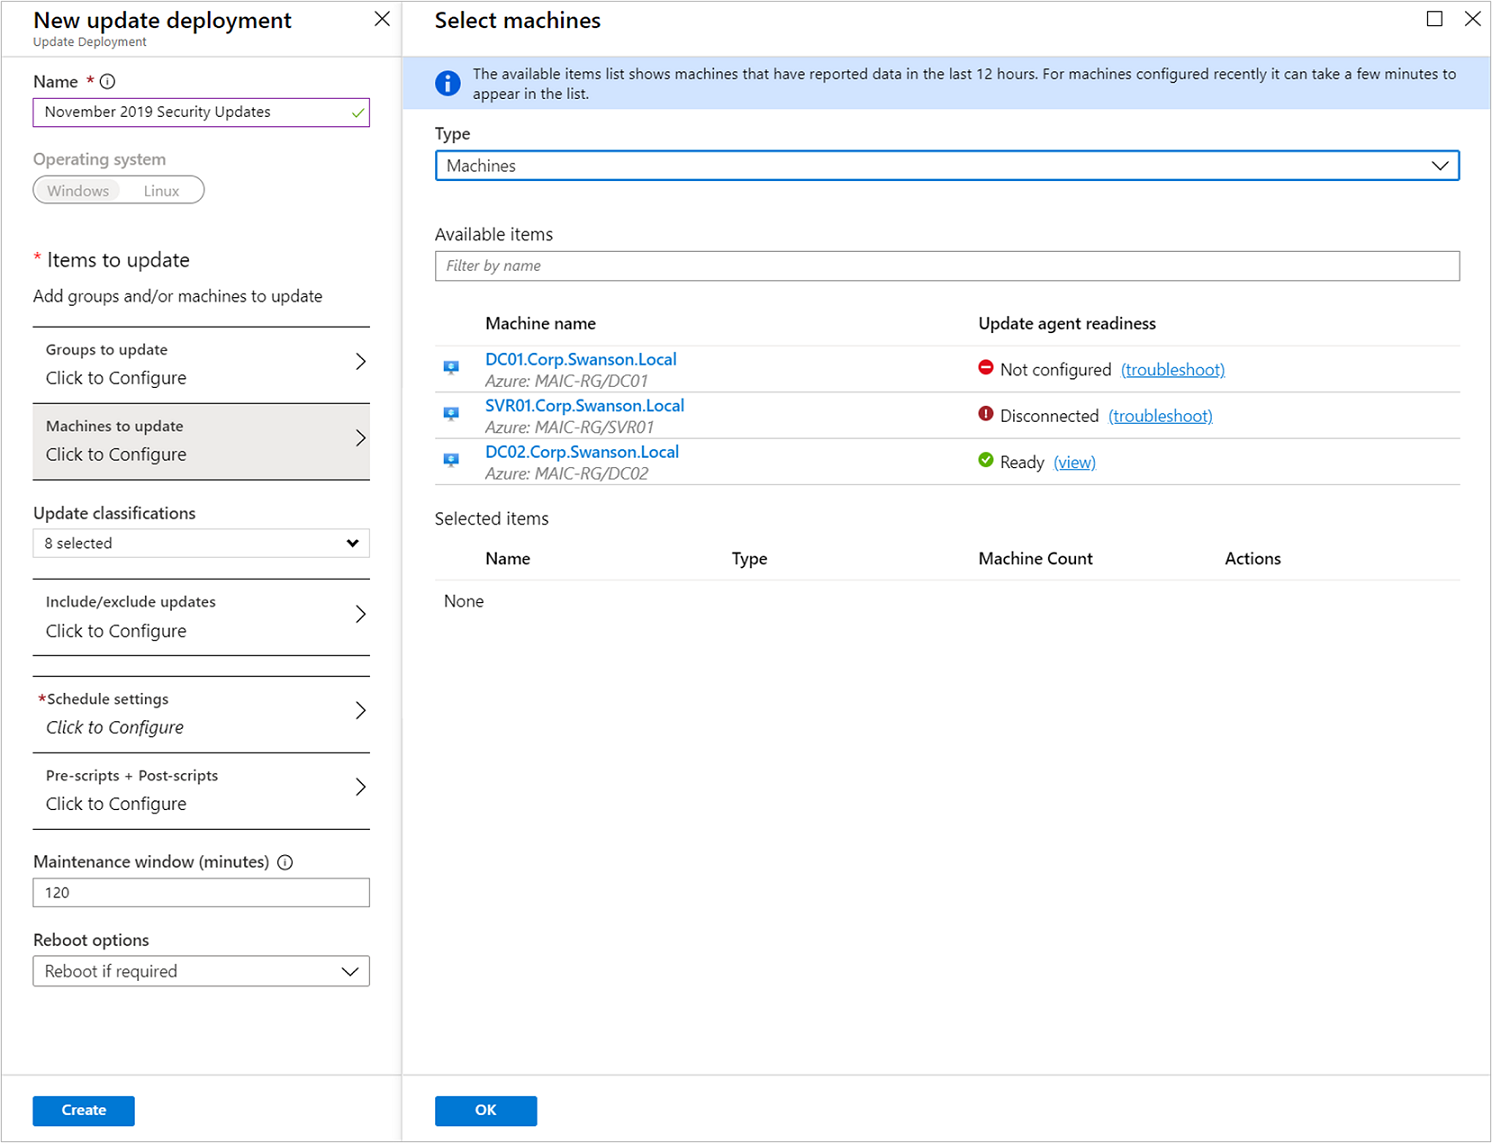 New update deployment
Update Deployment
Name *
November 2019 Security Updates
Operating system
Windows Linux
* Items to update
Add groups and/or machines to update
Groups to update
Click to Configure
Machines to update
Click to Configure
Update classifications
8 selected
Include/exclude updates
Click to Configure
*Schedule settings
Click to Configure
Pre-scripts + Post-scripts
Click to Configure
Maintenance window (minutes)
120
Reboot options
Reboot if required
Create
Select machines
The available items list shows machines that have reported data in the last 12 hours. For machines configured recently it can take a few minutes to
appear in the list.
Type
Machines
Available items
Filter by name
Machine name Update agent readiness
DC01.Corp.Swanson.Local
Azure: MAIC-RG/DC01
Not configured (troubleshoot)
SVR01.Corp.Swanson.Local
Azure: MAIC-RG/SVR01
Disconnected (troubleshoot)
DC02.Corp.Swanson.Local
Azure: MAIC-RG/DC02
Ready (view)
Selected items
Name Type Machine Count Actions
None
OK